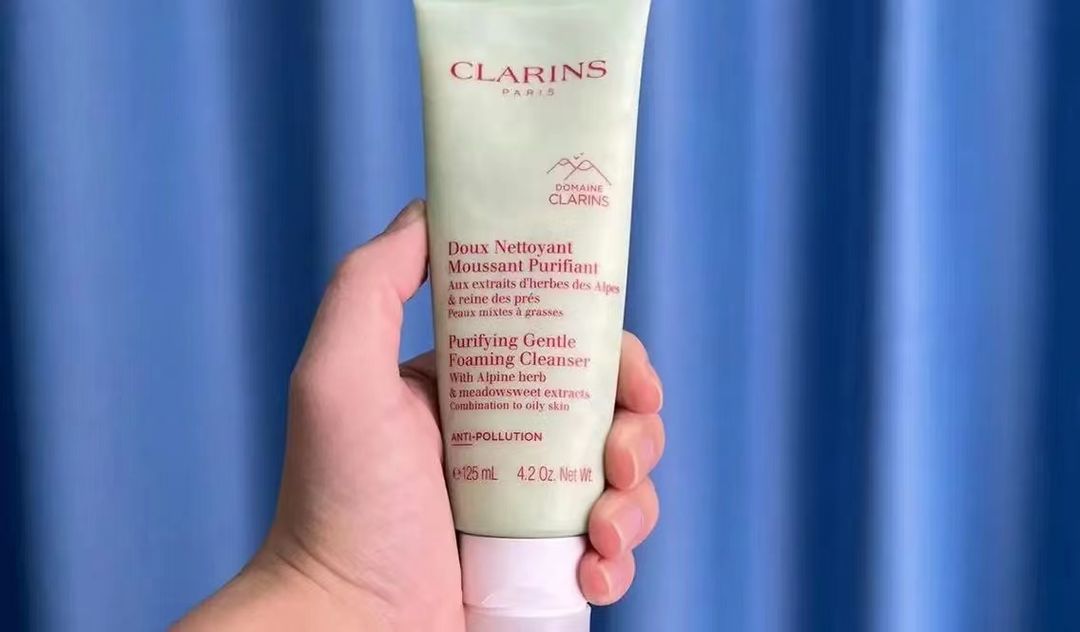 CLARINS
PARIS
DOMAINE
CLARINS
Doux Nettoyant
Moussant Purifiant
Aux extraits d'herbes des Alpes
& reine des prés
Peaux mixtes à grasses
Purifying Gentle
Foaming Cleanser
With Alpine herb
& meadowsweet extracts
Combination to oily skin
ANTI-POLLUTION
℮125 mL 4.2 Oz. Net Wt.